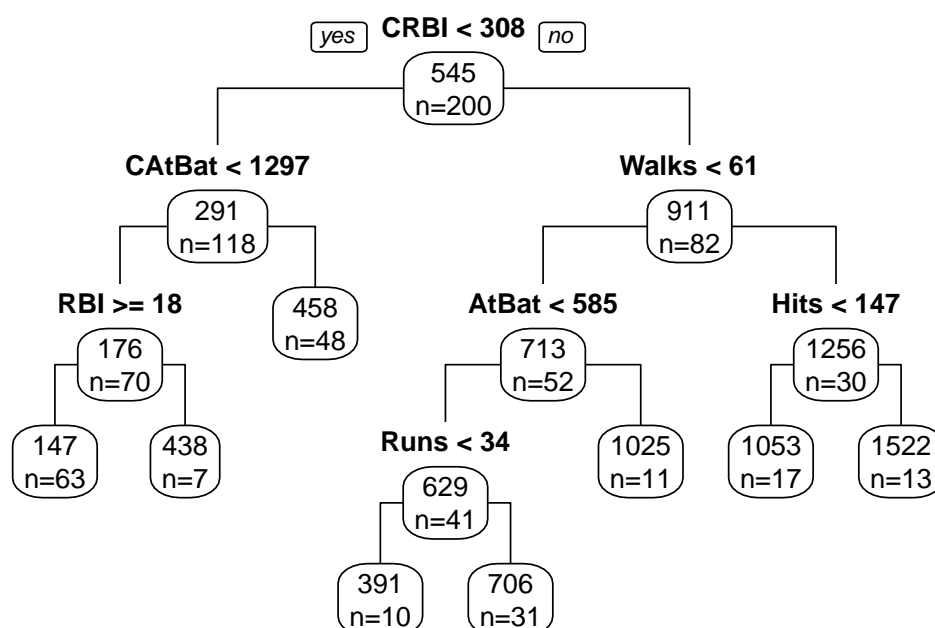 yes CRBI < 308 no
545
n=200
CAtBat < 1297 Walks < 61
291 911
n=118 n=82
RBI >= 18 AtBat < 585 Hits < 147
458
n=48
176 713 1256
n=70 n=52 n=30
147 438 Runs < 34 1025 1053 1522
n=63 n=7 n=11 n=17 n=13
629
n=41
391 706
n=10 n=31